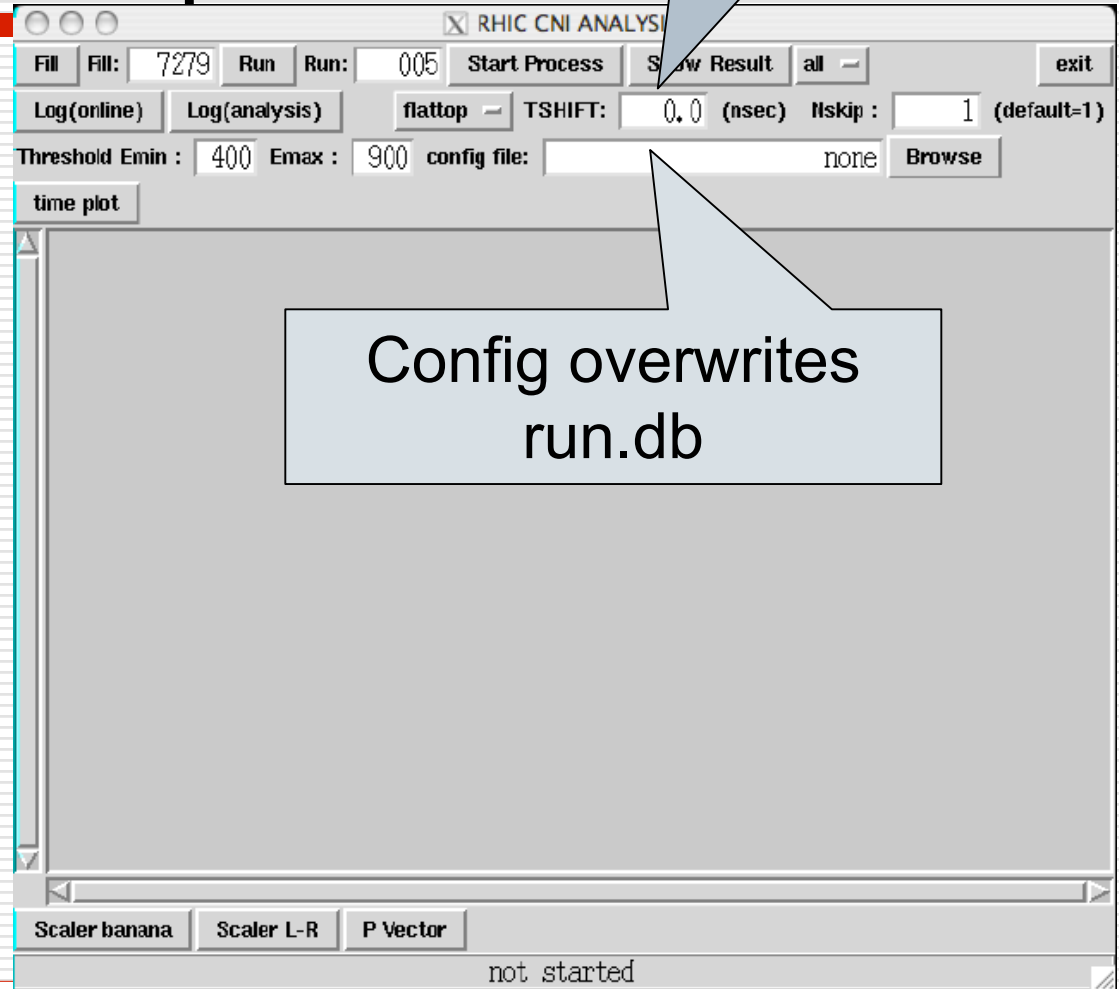 RHIC CNI ANALYSI
Fill Fill: 7279 Run Run: 005 Start Process Show Result all exit
Log(online) Log(analysis) flattop TSHIFT: 0.0 (nsec) Nskip : 1 (default=1)
Threshold Emin : 400 Emax : 900 config file: none Browse
time plot
Config overwrites
run.db
Scaler banana Scaler L-R P Vector
not started